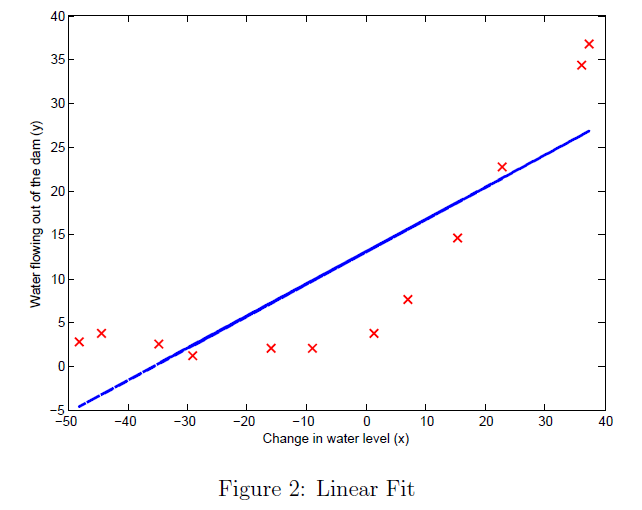 40
35
30
25
20
15
10
5
0
−5
Water flowing out of the dam (y)
−50 −40 −30 −20 −10 0 10 20 30 40
Change in water level (x)
Figure 2: Linear Fit